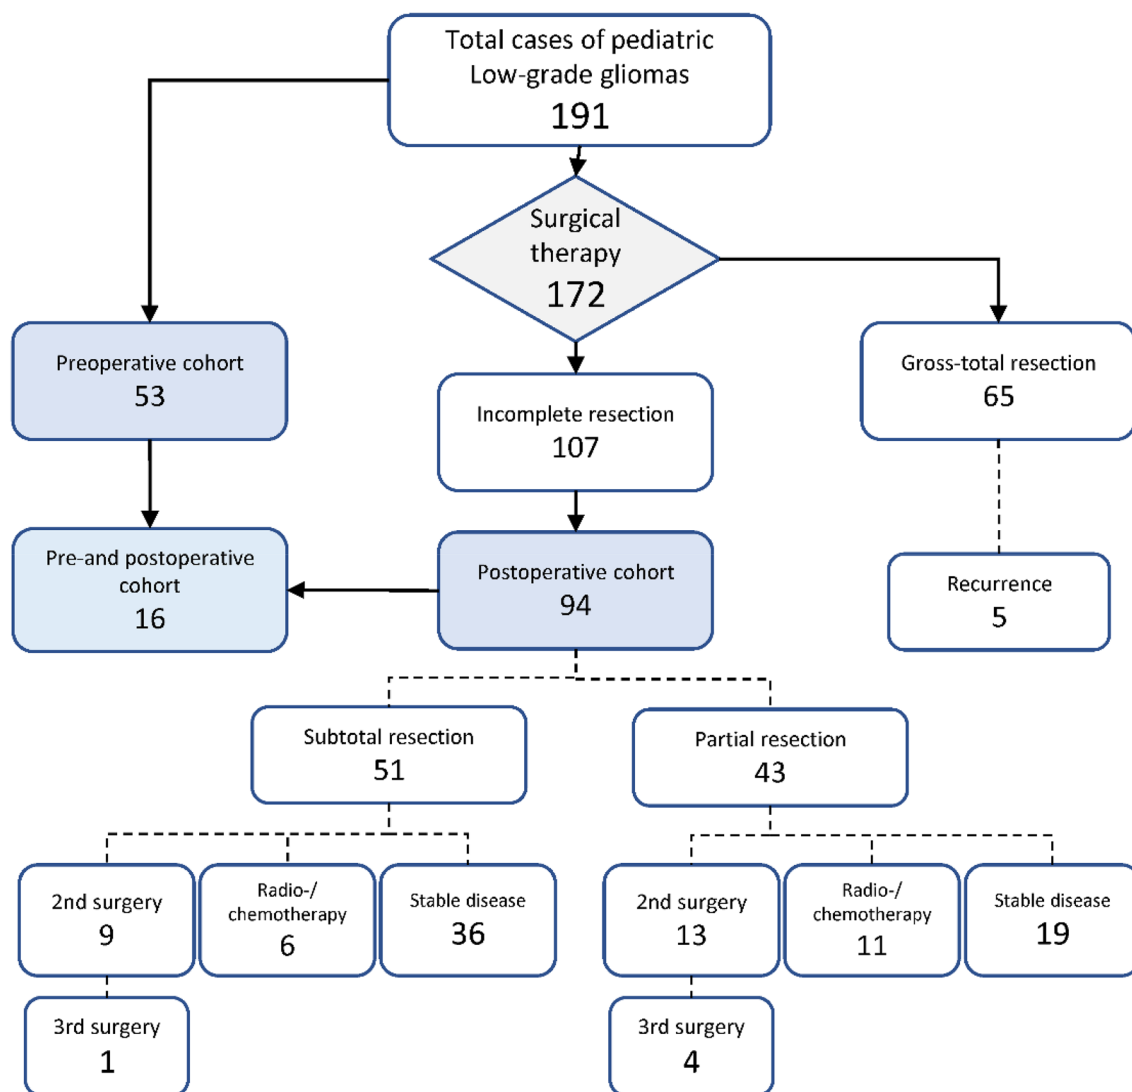 Total cases of pediatric
Low-grade gliomas
191
Surgical
therapy
172
Preoperative cohort
53
Gross-total resection
65
Incomplete resection
107
Pre-and postoperative
cohort
16
Postoperative cohort
94
Recurrence
5
Subtotal resection
51
Partial resection
43
2nd surgery
9
Radio-/
chemotherapy
6
Stable disease
36
2nd surgery
13
Radio-/
chemotherapy
11
Stable disease
19
3rd surgery
1
3rd surgery
4